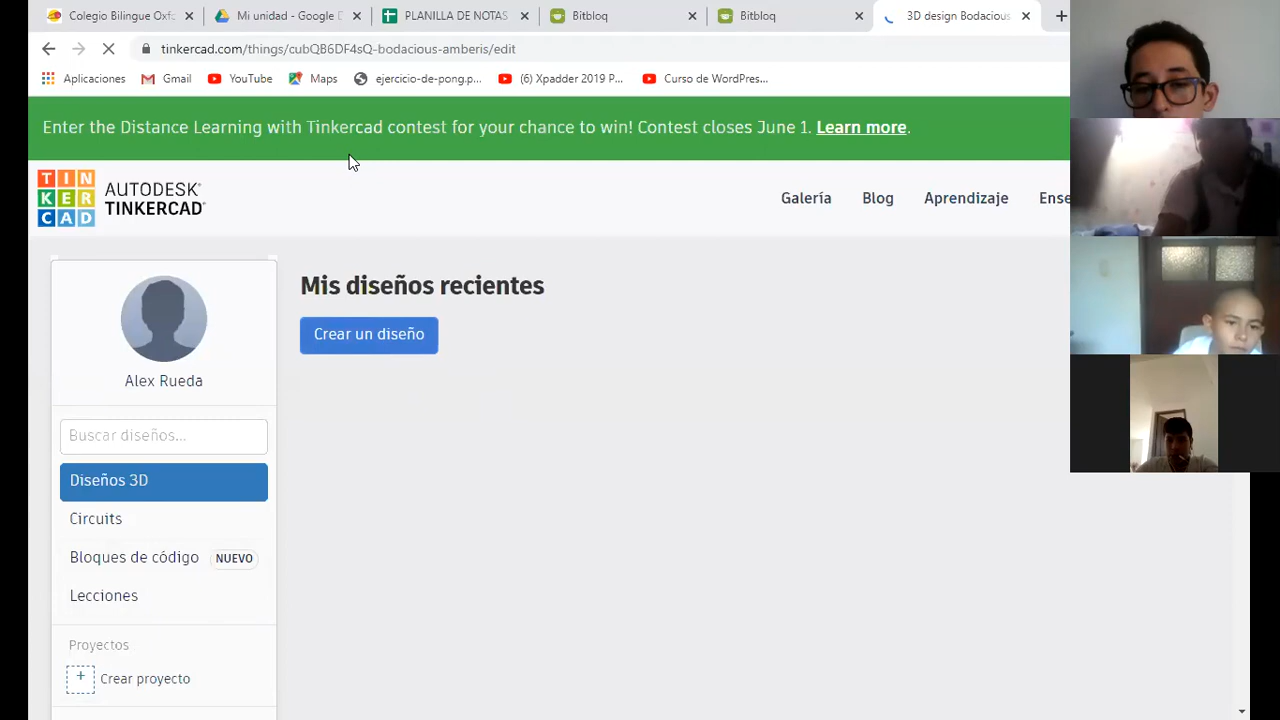 Colegio Bilingue Oxfo
Mi unidad - Google D
PLANILLA DE NOTAS
Bitbloq
Bitbloq
3D design Bodacious
tinkercad.com/things/cubQB6DF4sQ-bodacious-amberis/edit
Aplicaciones
Gmail
YouTube
Maps
ejercicio-de-pong.p...
(6) Xpadder 2019 P...
Curso de WordPres...
Enter the Distance Learning with Tinkercad contest for your chance to win! Contest closes June 1. Learn more.
TIN
KER
CAD
AUTODESK
TINKERCAD
Galería
Blog
Aprendizaje
Ense
Mis diseños recientes
Crear un diseño
Alex Rueda
Buscar diseños...
Diseños 3D
Circuits
Bloques de código NUEVO
Lecciones
Proyectos
+ Crear proyecto